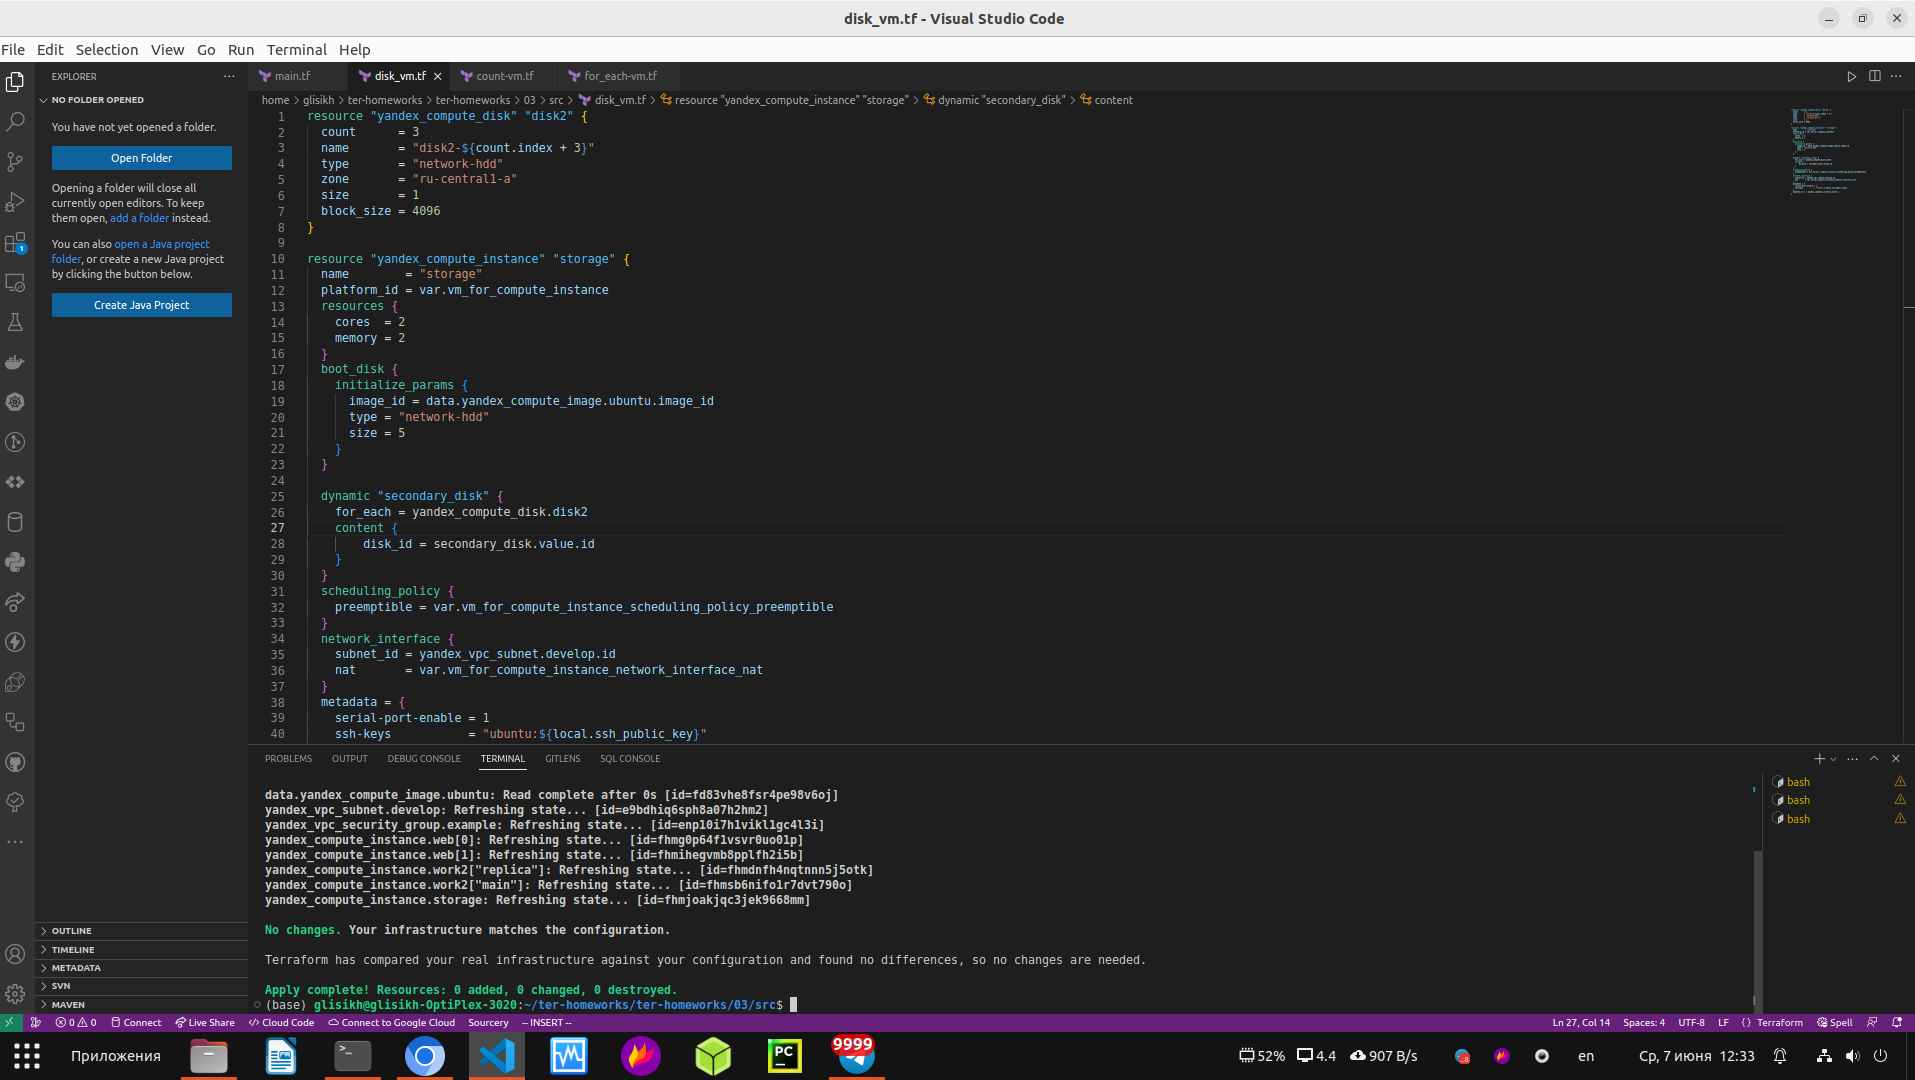 disk_vm.tf - Visual Studio Code
File Edit Selection View Go Run Terminal Help
EXPLORER
NO FOLDER OPENED
You have not yet opened a folder.
Open Folder
Opening a folder will close all
currently open editors. To keep
them open, add a folder instead.
You can also open a Java project
folder, or create a new Java project
by clicking the button below.
Create Java Project
OUTLINE
TIMELINE
METADATA
SVN
MAVEN
main.tf disk_vm.tf count-vm.tf for_each-vm.tf
home > glisikh > ter-homeworks > ter-homeworks > 03 > src > disk_vm.tf > resource "yandex_compute_instance" "storage" > dynamic "secondary_disk" > content
1 resource "yandex_compute_disk" "disk2" {
2 count = 3
3 name = "disk2-${count.index + 3}"
4 type = "network-hdd"
5 zone = "ru-central1-a"
6 size = 1
7 block_size = 4096
8 }
9
10 resource "yandex_compute_instance" "storage" {
11 name = "storage"
12 platform_id = var.vm_for_compute_instance
13 resources {
14 cores = 2
15 memory = 2
16 }
17 boot_disk {
18 initialize_params {
19 image_id = data.yandex_compute_image.ubuntu.image_id
20 type = "network-hdd"
21 size = 5
22 }
23 }
24
25 dynamic "secondary_disk" {
26 for_each = yandex_compute_disk.disk2
27 content {
28 disk_id = secondary_disk.value.id
29 }
30 }
31 scheduling_policy {
32 preemptible = var.vm_for_compute_instance_scheduling_policy_preemptible
33 }
34 network_interface {
35 subnet_id = yandex_vpc_subnet.develop.id
36 nat = var.vm_for_compute_instance_network_interface_nat
37 }
38 metadata = {
39 serial-port-enable = 1
40 ssh-keys = "ubuntu:${local.ssh_public_key}"
PROBLEMS OUTPUT DEBUG CONSOLE TERMINAL GITLENS SQL CONSOLE
data.yandex_compute_image.ubuntu: Read complete after 0s [id=fd83vhe8fsr4pe98v6oj]
yandex_vpc_subnet.develop: Refreshing state... [id=e9bdhiq6sph8a07h2hm2]
yandex_vpc_security_group.example: Refreshing state... [id=enp10i7h1vikl1gc4l3i]
yandex_compute_instance.web[0]: Refreshing state... [id=fhmg0p64f1vsvr0uo01p]
yandex_compute_instance.web[1]: Refreshing state... [id=fhmihegvmb8pplfh2i5b]
yandex_compute_instance.work2["replica"]: Refreshing state... [id=fhmdnfh4nqtnnn5j5otk]
yandex_compute_instance.work2["main"]: Refreshing state... [id=fhmsb6nifo1r7dvt790o]
yandex_compute_instance.storage: Refreshing state... [id=fhmjoakjqc3jek9668mm]
No changes. Your infrastructure matches the configuration.
Terraform has compared your real infrastructure against your configuration and found no differences, so no changes are needed.
Apply complete! Resources: 0 added, 0 changed, 0 destroyed.
(base) glisikh@glisikh-OptiPlex-3020:~/ter-homeworks/ter-homeworks/03/src$
bash
bash
bash
0 0 Connect Live Share Cloud Code Connect to Google Cloud Sourcery -- INSERT -- Ln 27, Col 14 Spaces: 4 UTF-8 LF {} Terraform Spell
Приложения PC 9999 52% 4.4 907 B/s en Ср, 7 июня 12:33